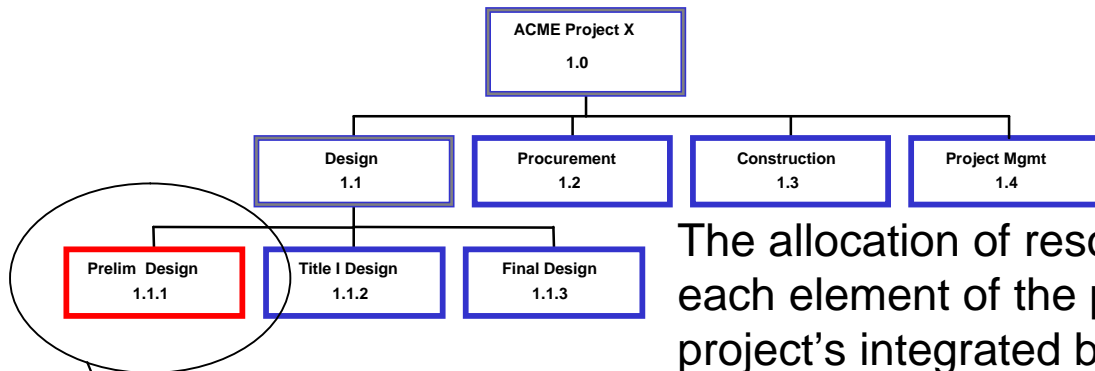 ACME Project X
1.0
Design
1.1
Procurement
1.2
Construction
1.3
Project Mgmt
1.4
Prelim Design
1.1.1
Title I Design
1.1.2
Final Design
1.1.3
The allocation of
each element of the
project's integrated